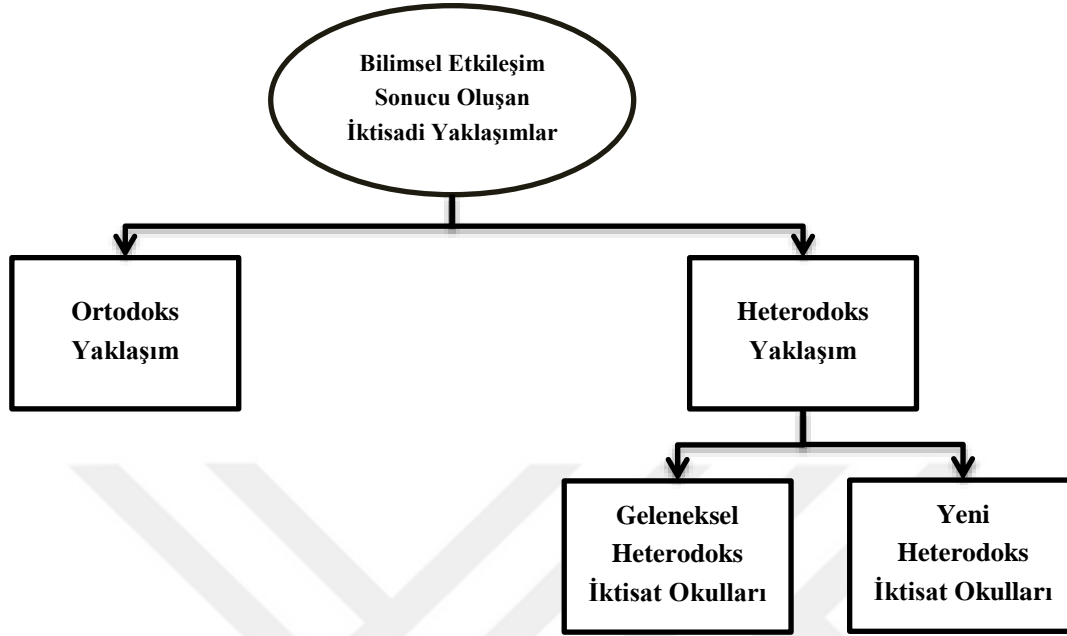 Bilimsel Etkileşim
Sonucu Oluşan
İktisadi Yaklaşımlar
Ortodoks
Yaklaşım
Heterodoks
Yaklaşım
Geleneksel
Heterodoks
İktisat Okulları
Yeni
Heterodoks
İktisat Okulları